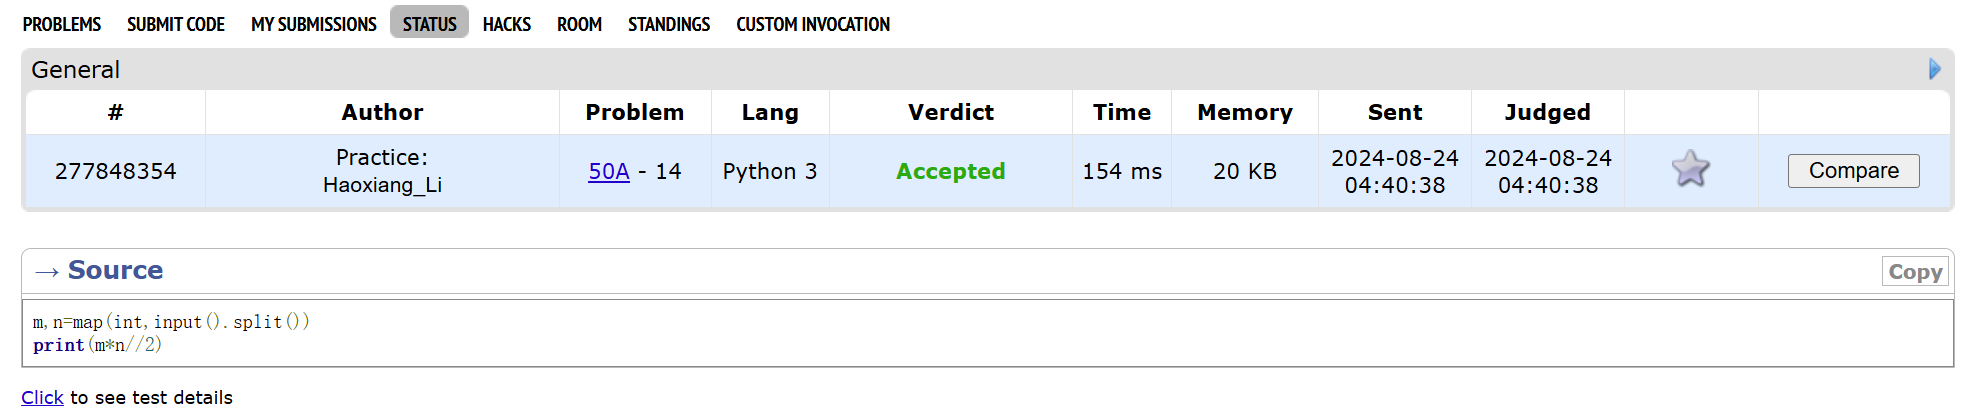 PROBLEMS SUBMIT CODE MY SUBMISSIONS STATUS HACKS ROOM STANDINGS CUSTOM INVOCATION
General
# Author Problem Lang Verdict Time Memory Sent Judged
277848354 Practice: Haoxiang_Li 50A - 14 Python 3 Accepted 154 ms 20 KB 2024-08-24 04:40:38 2024-08-24 04:40:38 Compare
→ Source Copy
m,n=map(int,input().split())
print(m*n//2)
Click to see test details